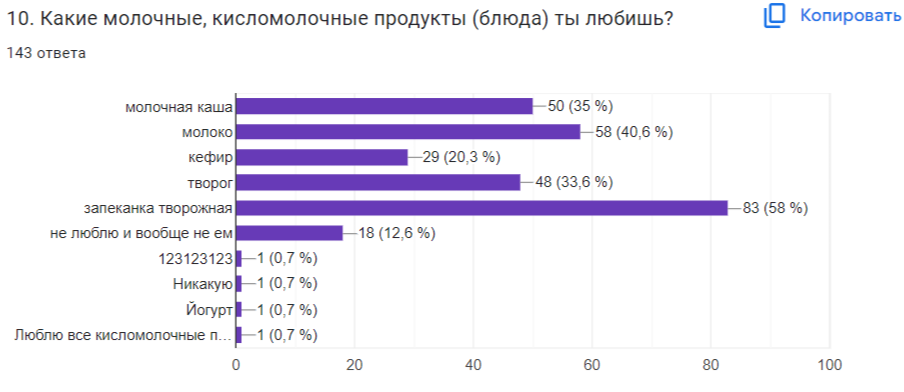 10. Какие молочные, кисломолочные продукты (блюда) ты любишь?
Копировать
143 ответа
молочная каша 50 (35 %)
молоко 58 (40,6 %)
кефир 29 (20,3 %)
творог 48 (33,6 %)
запеканка творожная 83 (58 %)
не люблю и вообще не ем 18 (12,6 %)
123123123 1 (0,7 %)
Никакую 1 (0,7 %)
Йогурт 1 (0,7 %)
Люблю все кисломолочные п... 1 (0,7 %)
0 20 40 60 80 100